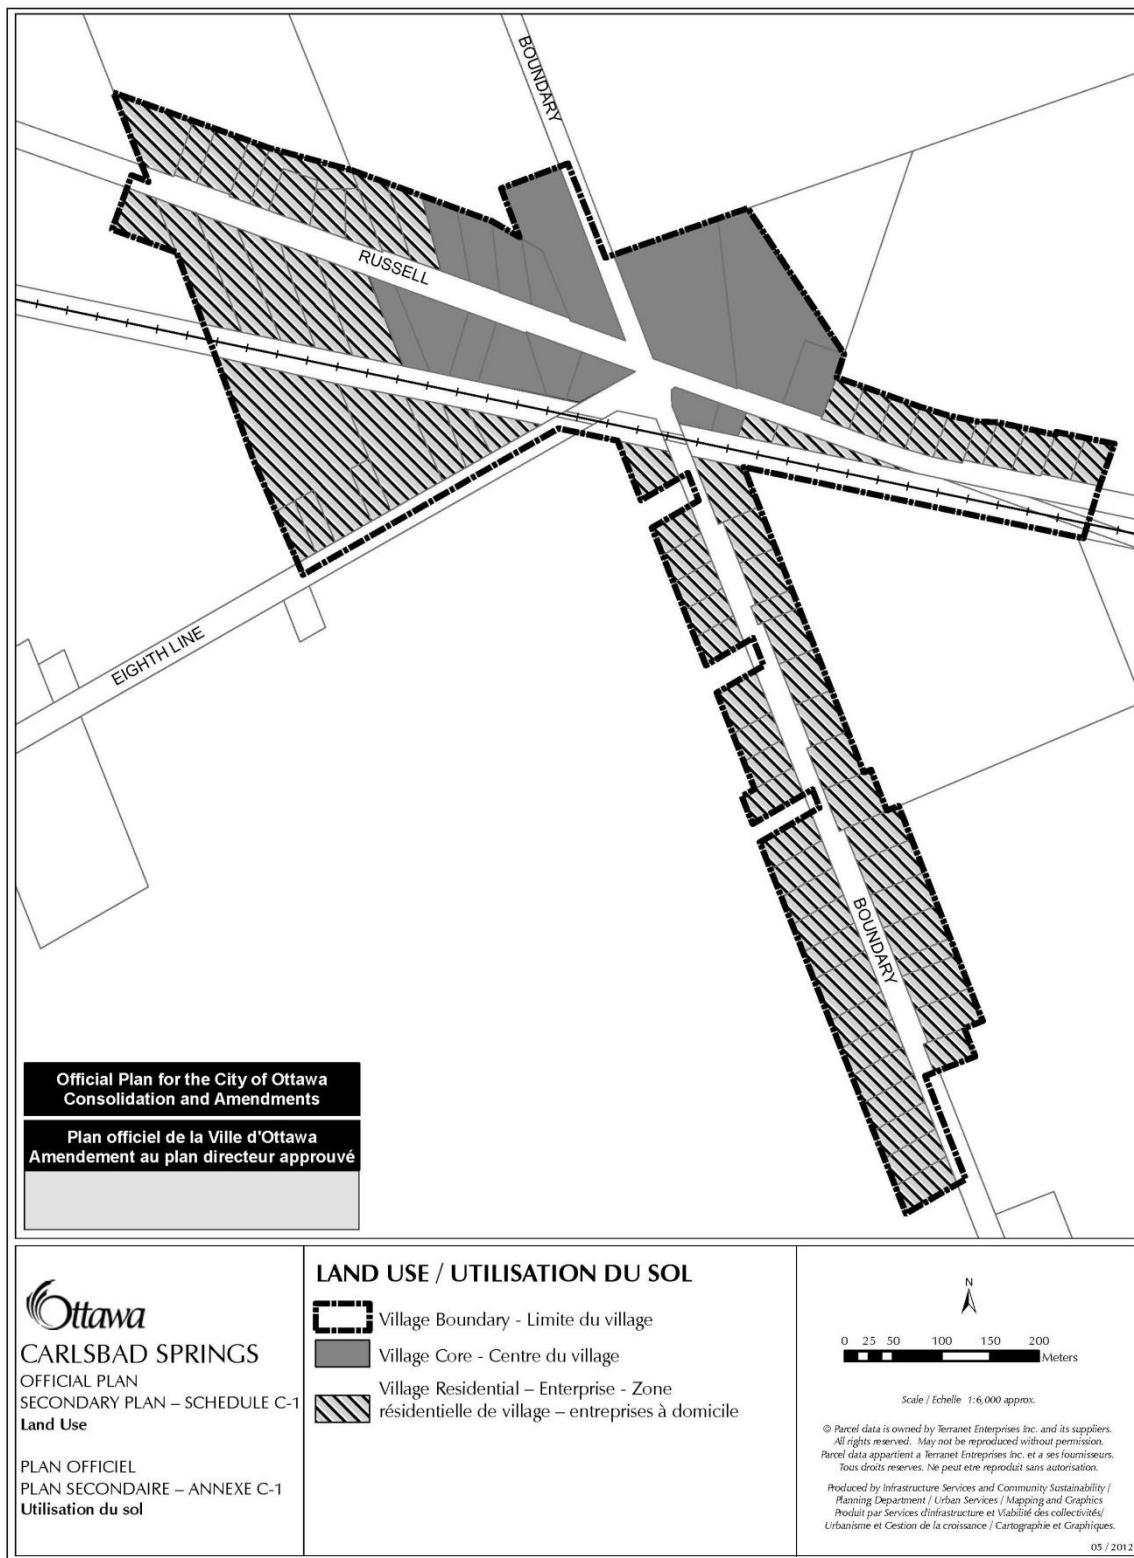 BOUNDARY
RUSSELL
EIGHTH LINE
BOUNDARY
Official Plan for the City of Ottawa
Consolidation and Amendments
Plan officiel de la Ville d'Ottawa
Amendement au plan directeur approuvé
Ottawa
CARLSBAD SPRINGS
OFFICIAL PLAN
SECONDARY PLAN – SCHEDULE C-1
Land Use
PLAN OFFICIEL
PLAN SECONDAIRE – ANNEXE C-1
Utilisation du sol
LAND USE / UTILISATION DU SOL
Village Boundary - Limite du village
Village Core - Centre du village
Village Residential – Enterprise - Zone
résidentielle de village – entreprises à domicile
N
0 25 50 100 150 200
Meters
Scale / Echelle 1:6,000 approx.
© Parcel data is owned by Terranet Enterprises Inc. and its suppliers.
All rights reserved. May not be reproduced without permission.
Parcel data appartient a Terranet Entreprises Inc. et a ses fournisseurs.
Tous droits reserves. Ne peut etre reproduit sans autorisation.
Produced by Infrastructure Services and Community Sustainability /
Planning Department / Urban Services / Mapping and Graphics
Produit par Services d'infrastructure et Viabilité des collectivités/
Urbanisme et Gestion de la croissance / Cartographie et Graphiques.
05 / 2012